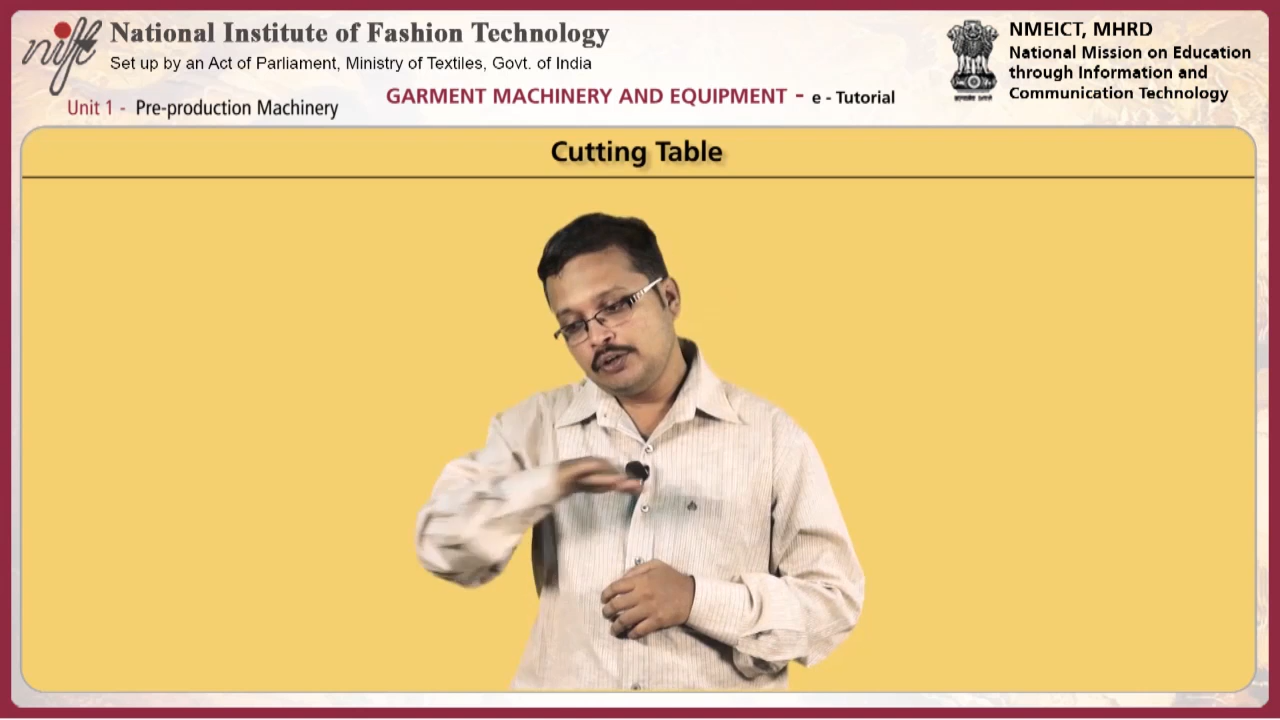 nift
National Institute of Fashion Technology
Set up by an Act of Parliament, Ministry of Textiles, Govt. of India
Unit 1 - Pre-production Machinery
GARMENT MACHINERY AND EQUIPMENT - e - Tutorial
NMEICT, MHRD
National Mission on Education
through Information and
Communication Technology
Cutting Table